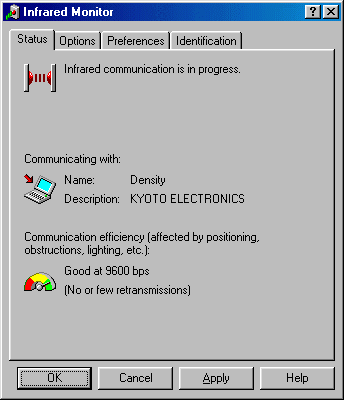 Infrared Monitor
Status Options Preferences Identification
Infrared communication is in progress.
Communicating with:
Name: Density
Description: KYOTO ELECTRONICS
Communication efficiency (affected by positioning,
obstructions, lighting, etc.):
Good at 9600 bps
(No or few retransmissions)
OK Cancel Apply Help